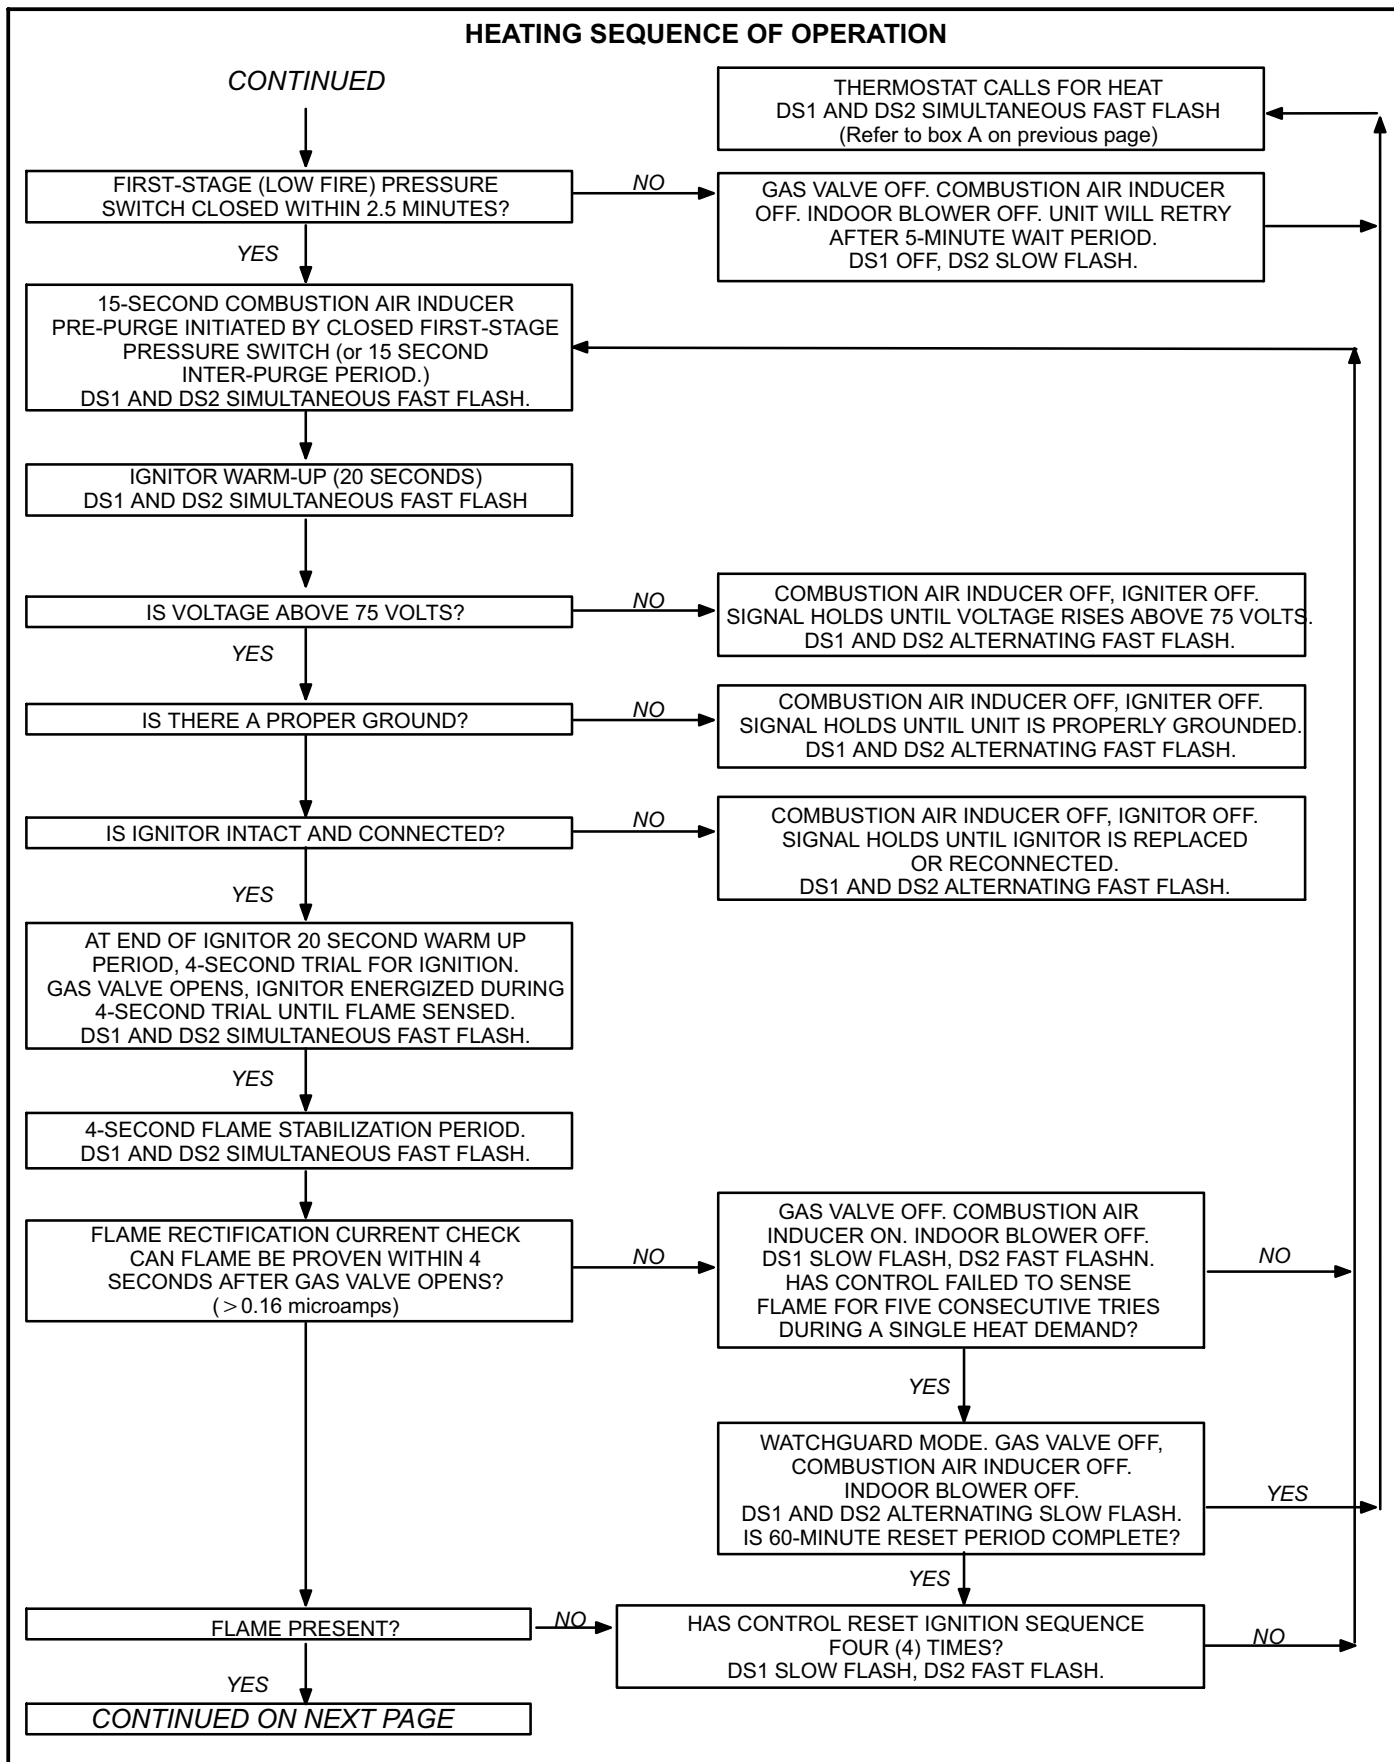 HEATING SEQUENCE OF OPERATION
CONTINUED
THERMOSTAT CALLS FOR HEAT
DS1 AND DS2 SIMULTANEOUS FAST FLASH
(Refer to box A on previous page)
FIRST-STAGE (LOW FIRE) PRESSURE
SWITCH CLOSED WITHIN 2.5 MINUTES?
NO
GAS VALVE OFF. COMBUSTION AIR INDUCER
OFF. INDOOR BLOWER OFF. UNIT WILL RETRY
AFTER 5-MINUTE WAIT PERIOD.
DS1 OFF, DS2 SLOW FLASH.
YES
15-SECOND COMBUSTION AIR INDUCER
PRE-PURGE INITIATED BY CLOSED FIRST-STAGE
PRESSURE SWITCH (or 15 SECOND
INTER-PURGE PERIOD.)
DS1 AND DS2 SIMULTANEOUS FAST FLASH.
IGNITOR WARM-UP (20 SECONDS)
DS1 AND DS2 SIMULTANEOUS FAST FLASH
IS VOLTAGE ABOVE 75 VOLTS?
NO
COMBUSTION AIR INDUCER OFF, IGNITER OFF.
SIGNAL HOLDS UNTIL VOLTAGE RISES ABOVE 75 VOLTS.
DS1 AND DS2 ALTERNATING FAST FLASH.
YES
IS THERE A PROPER GROUND?
NO
COMBUSTION AIR INDUCER OFF, IGNITER OFF.
SIGNAL HOLDS UNTIL UNIT IS PROPERLY GROUNDED.
DS1 AND DS2 ALTERNATING FAST FLASH.
IS IGNITOR INTACT AND CONNECTED?
NO
COMBUSTION AIR INDUCER OFF, IGNITOR OFF.
SIGNAL HOLDS UNTIL IGNITOR IS REPLACED
OR RECONNECTED.
DS1 AND DS2 ALTERNATING FAST FLASH.
YES
AT END OF IGNITOR 20 SECOND WARM UP
PERIOD, 4-SECOND TRIAL FOR IGNITION.
GAS VALVE OPENS, IGNITOR ENERGIZED DURING
4-SECOND TRIAL UNTIL FLAME SENSED.
DS1 AND DS2 SIMULTANEOUS FAST FLASH.
YES
4-SECOND FLAME STABILIZATION PERIOD.
DS1 AND DS2 SIMULTANEOUS FAST FLASH.
FLAME RECTIFICATION CURRENT CHECK
CAN FLAME BE PROVEN WITHIN 4
SECONDS AFTER GAS VALVE OPENS?
(>0.16 microamps)
NO
GAS VALVE OFF. COMBUSTION AIR
INDUCER ON. INDOOR BLOWER OFF.
DS1 SLOW FLASH, DS2 FAST FLASHN.
HAS CONTROL FAILED TO SENSE
FLAME FOR FIVE CONSECUTIVE TRIES
DURING A SINGLE HEAT DEMAND?
NO
YES
WATCHGUARD MODE. GAS VALVE OFF,
COMBUSTION AIR INDUCER OFF.
INDOOR BLOWER OFF.
DS1 AND DS2 ALTERNATING SLOW FLASH.
IS 60-MINUTE RESET PERIOD COMPLETE?
YES
YES
FLAME PRESENT?
NO
HAS CONTROL RESET IGNITION SEQUENCE
FOUR (4) TIMES?
DS1 SLOW FLASH, DS2 FAST FLASH.
NO
YES
CONTINUED ON NEXT PAGE